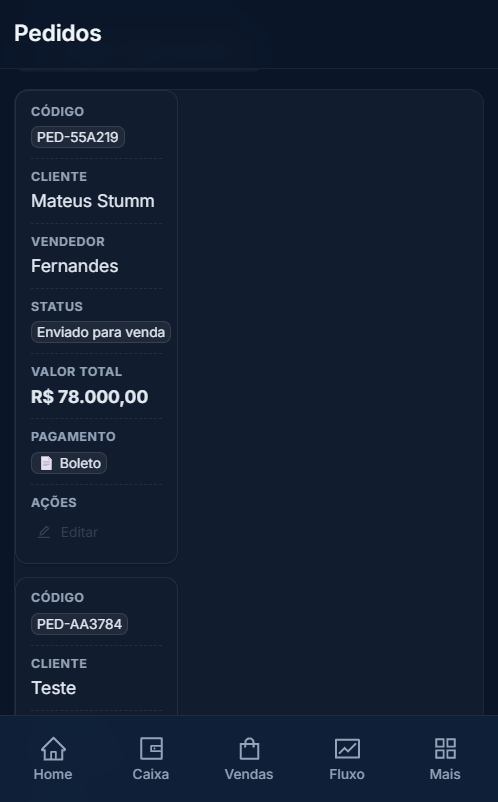 Pedidos
CÓDIGO
PED-55A219
CLIENTE
Mateus Stumm
VENDEDOR
Fernandes
STATUS
Enviado para venda
VALOR TOTAL
R$ 78.000,00
PAGAMENTO
Boleto
AÇÕES
Editar
CÓDIGO
PED-AA3784
CLIENTE
Teste
Home Caixa Vendas Fluxo Mais